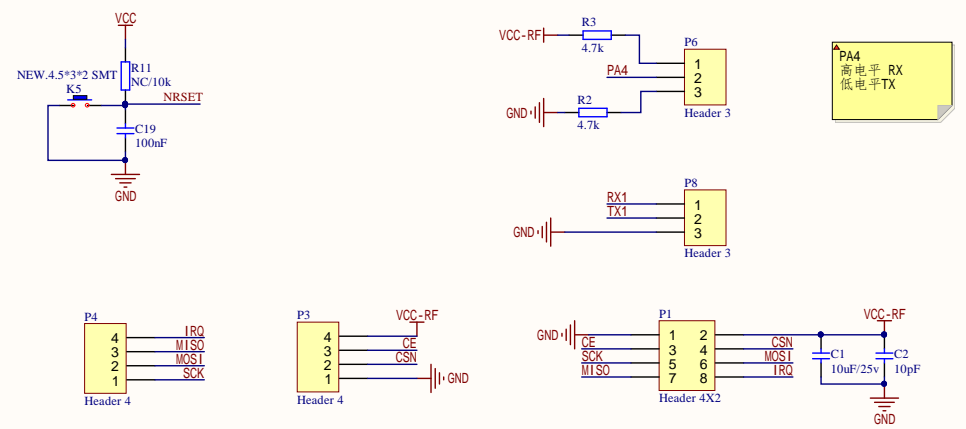 VCC
R11
NC/10k
NEW.4.5*3*2 SMT
K5
NRSET
C19
100nF
GND
R3
VCC-RF
4.7k
P6
1
PA4
2
3
R2
GND
4.7k
Header 3
PA4
高电平 RX
低电平TX
P8
RX1
1
TX1
2
GND
3
Header 3
P4
4
IRQ
3
MISO
2
MOSI
1
SCK
Header 4
P3
VCC-RF
4
3
CE
2
CSN
1
GND
Header 4
P1
VCC-RF
GND
1 2
CE
3 4
CSN
SCK
5 6
MOSI
MISO
7 8
IRQ
Header 4X2
C1
10uF/25v
C2
10pF
GND